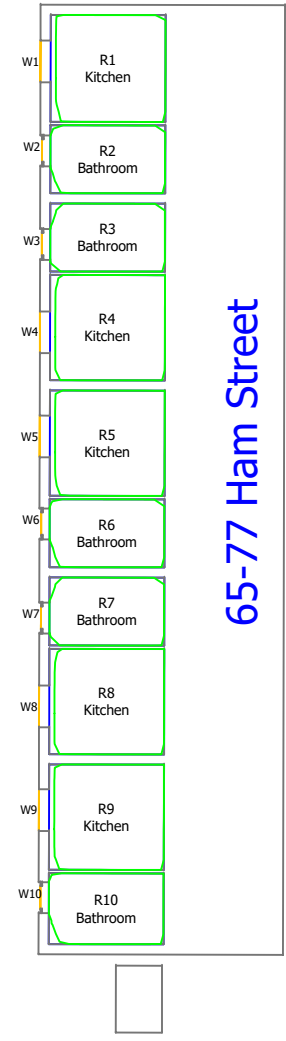 W1
R1
Kitchen
W2
R2
Bathroom
W3
R3
Bathroom
W4
R4
Kitchen
65-77 Ham Street
W5
R5
Kitchen
W6
R6
Bathroom
W7
R7
Bathroom
W8
R8
Kitchen
W9
R9
Kitchen
W10
R10
Bathroom